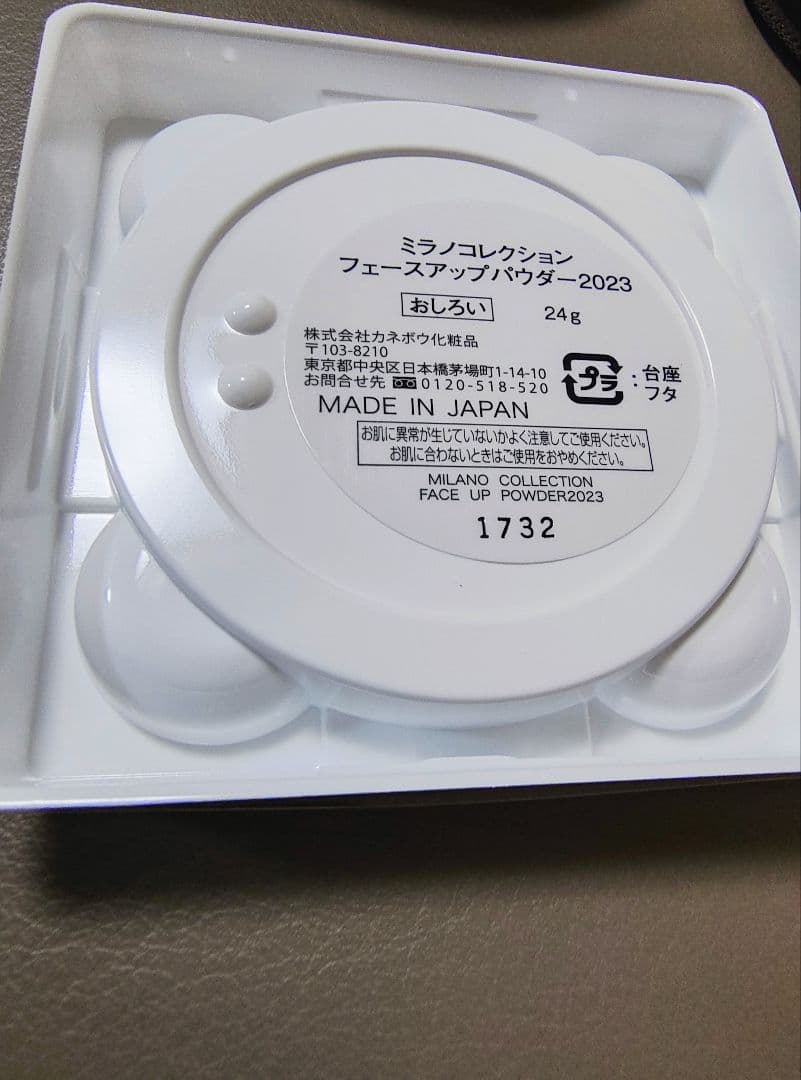 ミラノコレクション
フェースアップパウダー2023
おしろい 24g
株式会社カネボウ化粧品
〒103-8210
東京都中央区日本橋茅場町1-14-10
お問合せ先 0120-518-520
プラ : 台座
フタ
MADE IN JAPAN
お肌に異常が生じていないかよく注意してご使用ください。
お肌に合わないときはご使用をおやめください。
MILANO COLLECTION
FACE UP POWDER2023
1732